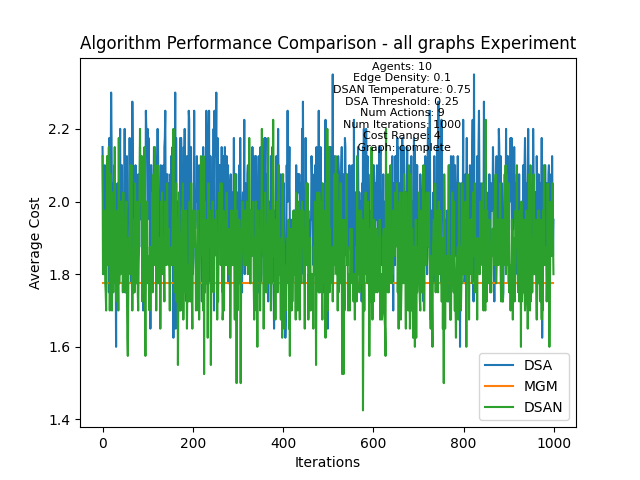 Algorithm Performance Comparison - all graphs Experiment
Agents: 10
Edge Density: 0.1
DSAN Temperature: 0.75
DSA Threshold: 0.25
Num Actions: 9
Num Iterations: 1000
Cost Range: 4
Graph: complete
2.2
2.0
1.8
1.6
1.4
Average Cost
DSA
MGM
DSAN
0
200
400
600
800
1000
Iterations